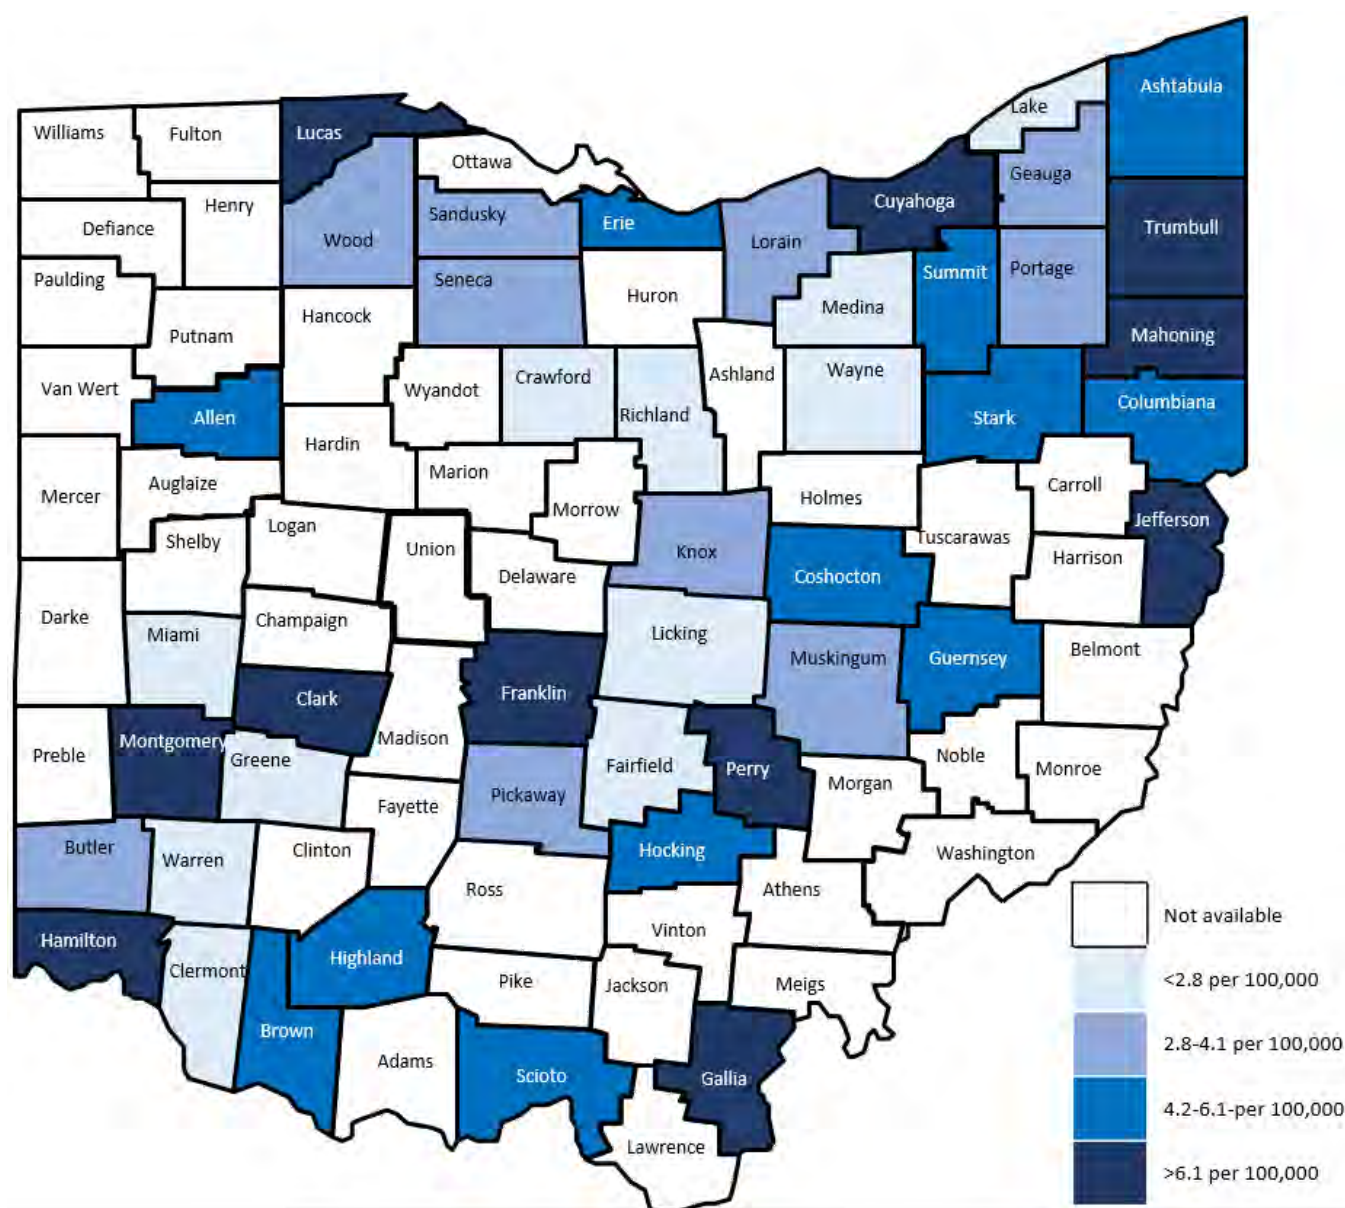 Ashtabula
Lake
Williams
Fulton
Lucas
Ottawa
Geauga
Henry
Sandusky
Cuyahoga
Defiance
Wood
Erie
Lorain
Trumbull
Paulding
Seneca
Summit
Portage
Huron
Medina
Hancock
Putnam
Mahoning
Van Wert
Wyandot
Crawford
Ashland
Wayne
Allen
Richland
Stark
Columbiana
Hardin
Marion
Mercer
Auglaize
Morrow
Holmes
Carroll
Logan
Jefferson
Shelby
Union
Knox
Tuscarawas
Delaware
Coshocton
Harrison
Darke
Champaign
Miami
Licking
Muskingum
Guernsey
Belmont
Clark
Franklin
Montgomery
Madison
Preble
Greene
Fairfield
Perry
Noble
Monroe
Pickaway
Morgan
Fayette
Butler
Warren
Clinton
Hocking
Washington
Ross
Athens
Hamilton
Highland
Vinton
Clermont
Pike
Jackson
Meigs
Brown
Adams
Scioto
Gallia
Lawrence
Not available
<2.8 per 100,000
2.8-4.1 per 100,000
4.2-6.1-per 100,000
>6.1 per 100,000